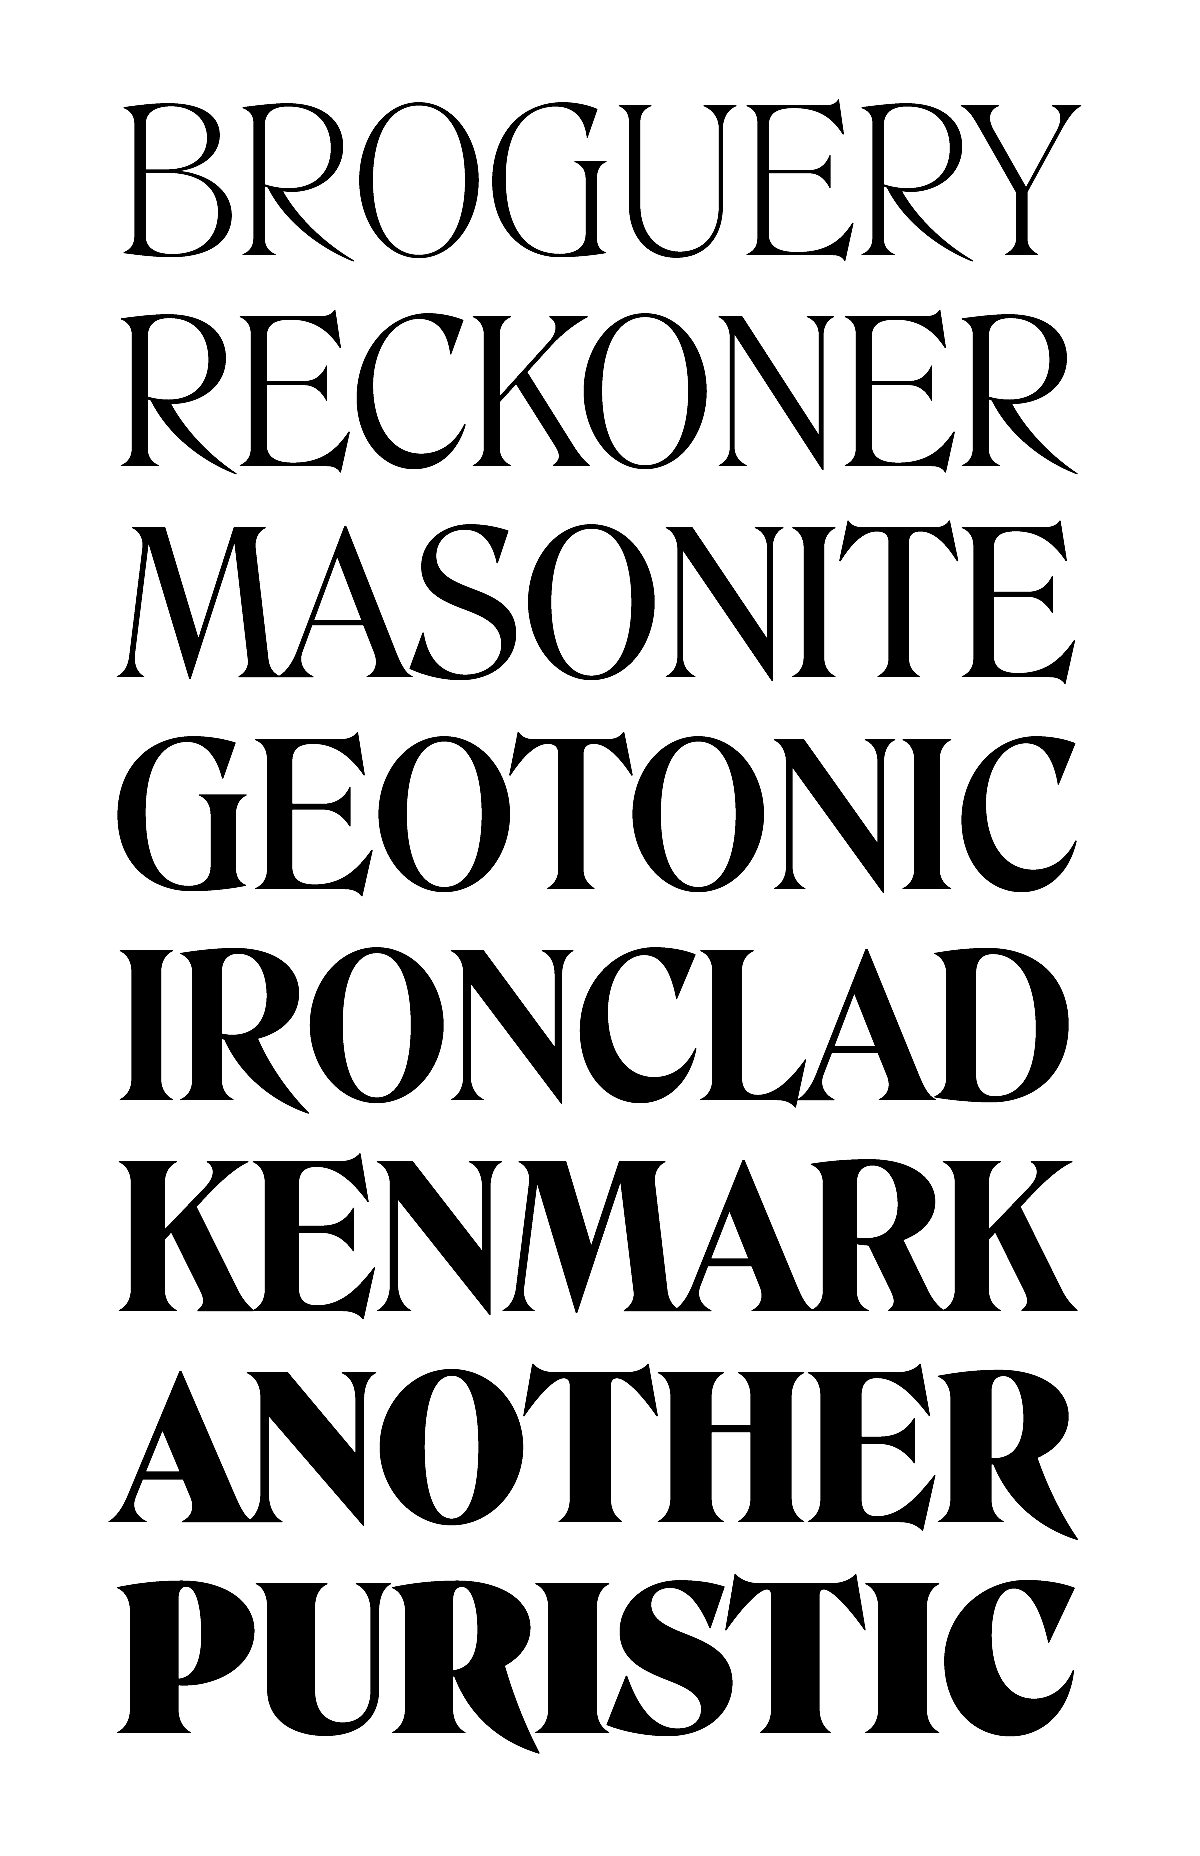 BROGUERY
RECKONER
MASONITE
GEOTONIC
IRONCLAD
KENMARK
ANOTHER
PURISTIC